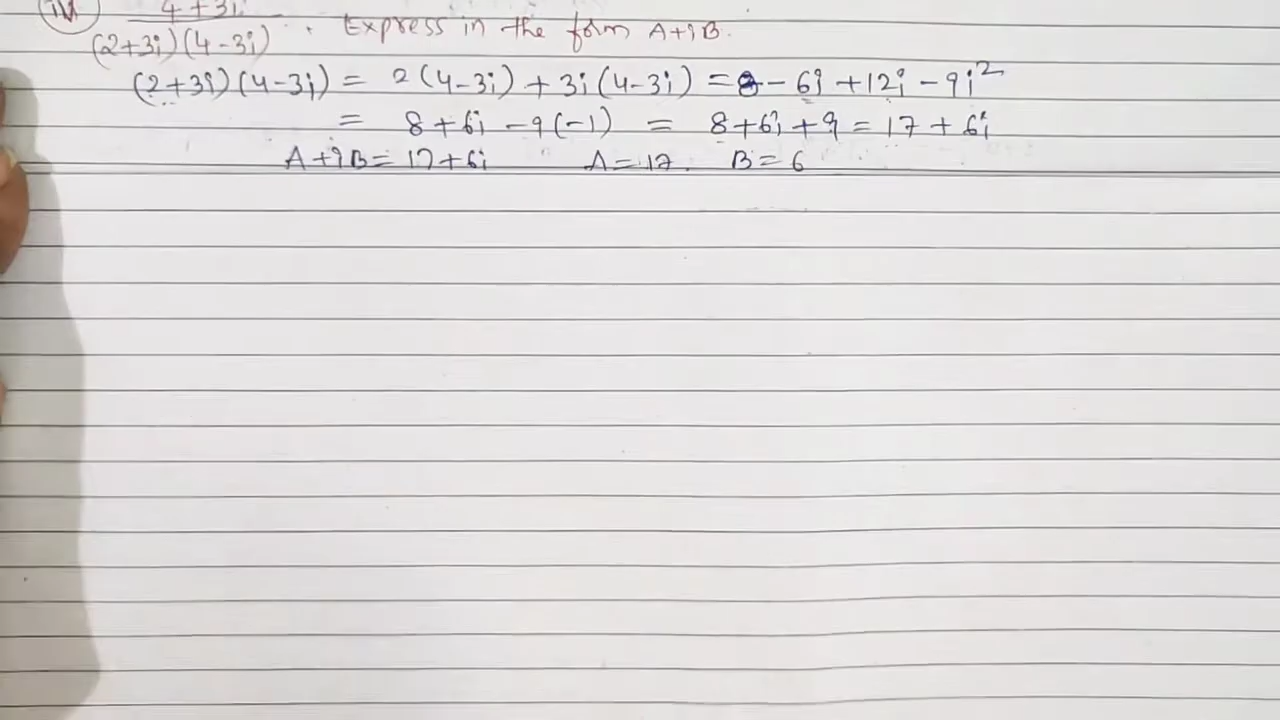 iv 4+3i
(2+3i)(4-3i) . Express in the form A+iB.
(2+3i)(4-3i) = 2(4-3i) + 3i(4-3i) = 8 - 6i + 12i - 9i²
= 8+6i - 9(-1) = 8+6i+9 = 17 + 6i
A+iB = 17+6i A = 17. B = 6